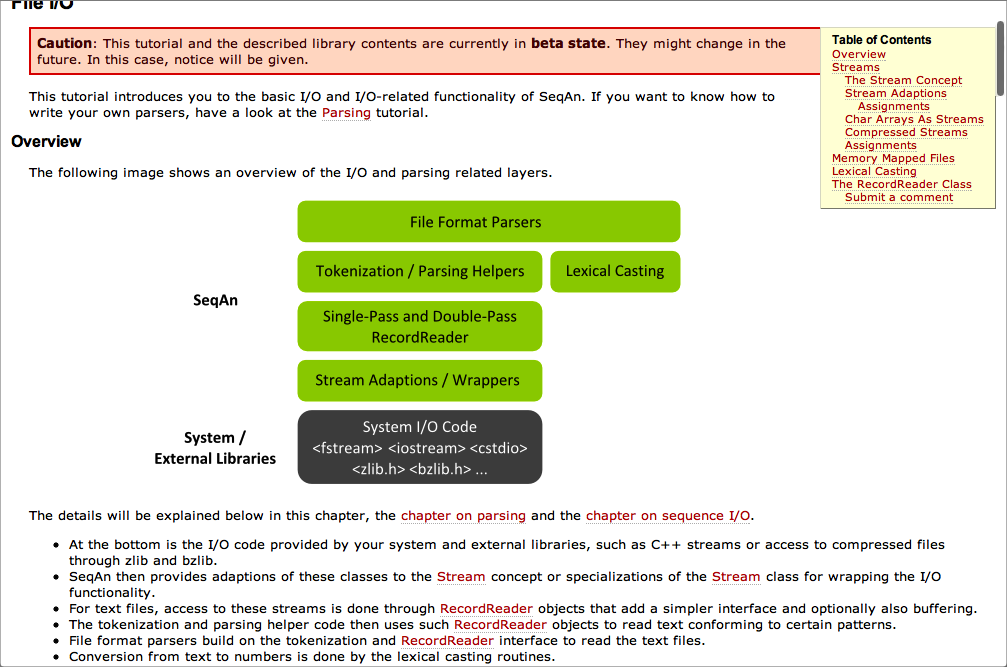 File I/O
Caution: This tutorial and the described library contents are currently in beta state. They might change in the
future. In this case, notice will be given.
Table of Contents
Overview
Streams
The Stream Concept
Stream Adaptions
Assignments
Char Arrays As Streams
Compressed Streams
Assignments
Memory Mapped Files
Lexical Casting
The RecordReader Class
Submit a comment
This tutorial introduces you to the basic I/O and I/O-related functionality of SeqAn. If you want to know how to
write your own parsers, have a look at the Parsing tutorial.
Overview
The following image shows an overview of the I/O and parsing related layers.
File Format Parsers
Tokenization / Parsing Helpers
Lexical Casting
SeqAn
Single-Pass and Double-Pass
RecordReader
Stream Adaptions / Wrappers
System /
External Libraries
System I/O Code
<fstream> <iostream> <cstdio>
<zlib.h> <bzlib.h> ...
The details will be explained below in this chapter, the chapter on parsing and the chapter on sequence I/O.
• At the bottom is the I/O code provided by your system and external libraries, such as C++ streams or access to compressed files
through zlib and bzlib.
• SeqAn then provides adaptions of these classes to the Stream concept or specializations of the Stream class for wrapping the I/O
functionality.
• For text files, access to these streams is done through RecordReader objects that add a simpler interface and optionally also buffering.
• The tokenization and parsing helper code then uses such RecordReader objects to read text conforming to certain patterns.
• File format parsers build on the tokenization and RecordReader interface to read the text files.
• Conversion from text to numbers is done by the lexical casting routines.